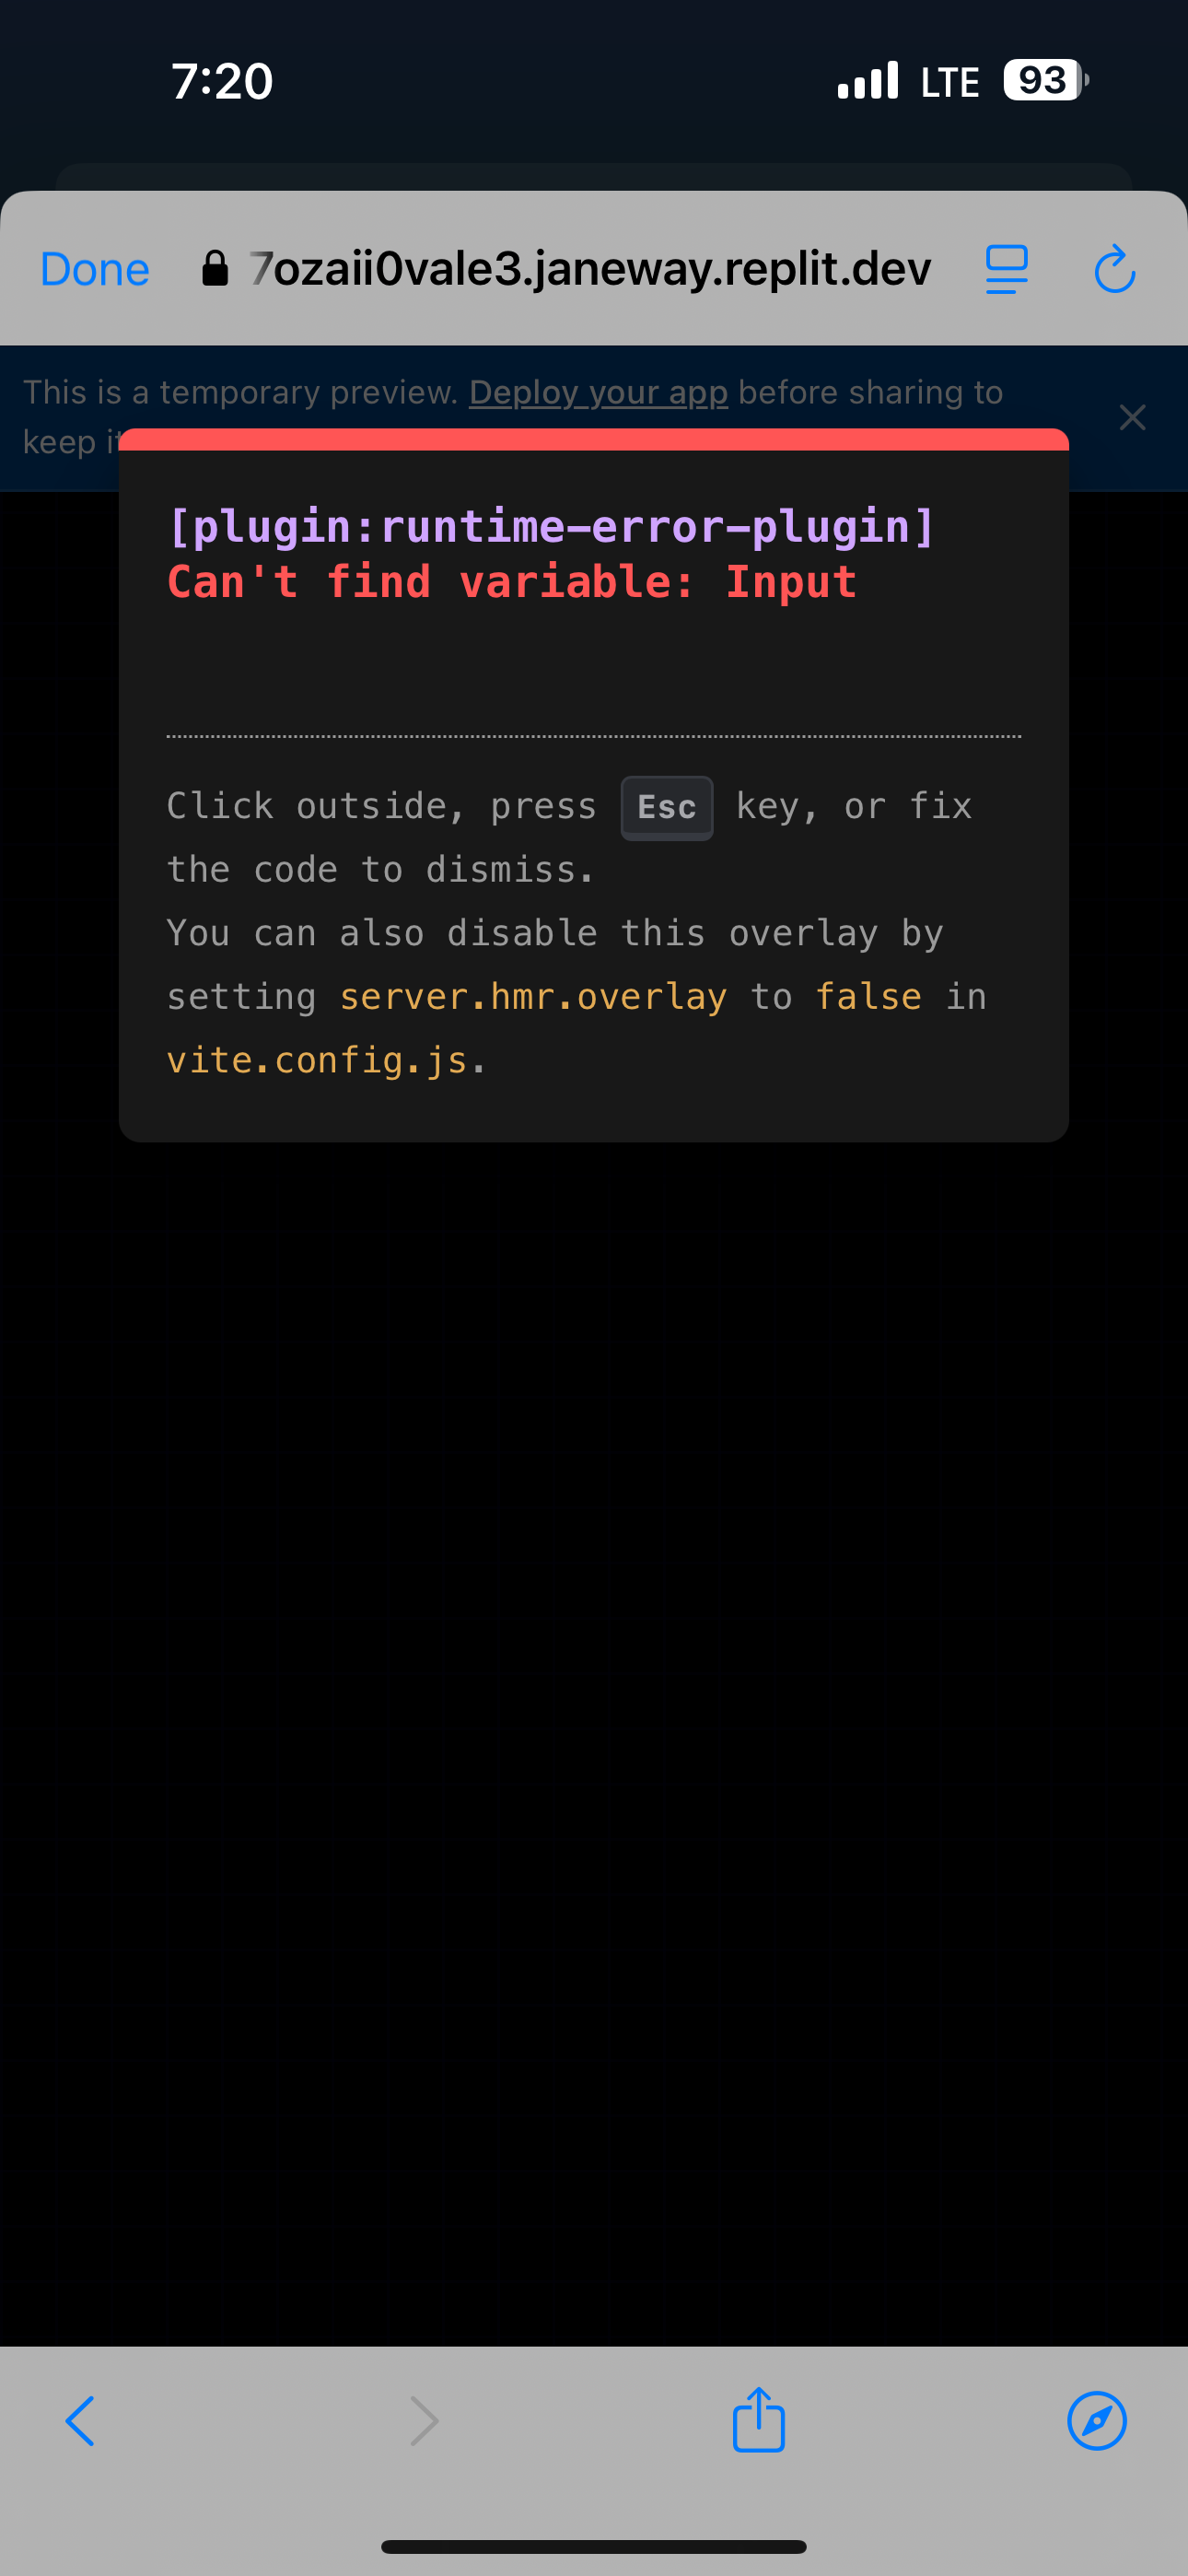 7:20
LTE
93
Done
7ozaii0vale3.janeway.replit.dev
This is a temporary preview. Deploy your app before sharing to
keep
[plugin:runtime-error-plugin]
Can't find variable: Input
Click outside, press Esc key, or fix
the code to dismiss.
You can also disable this overlay by
setting server.hmr.overlay to false in
vite.config.js.